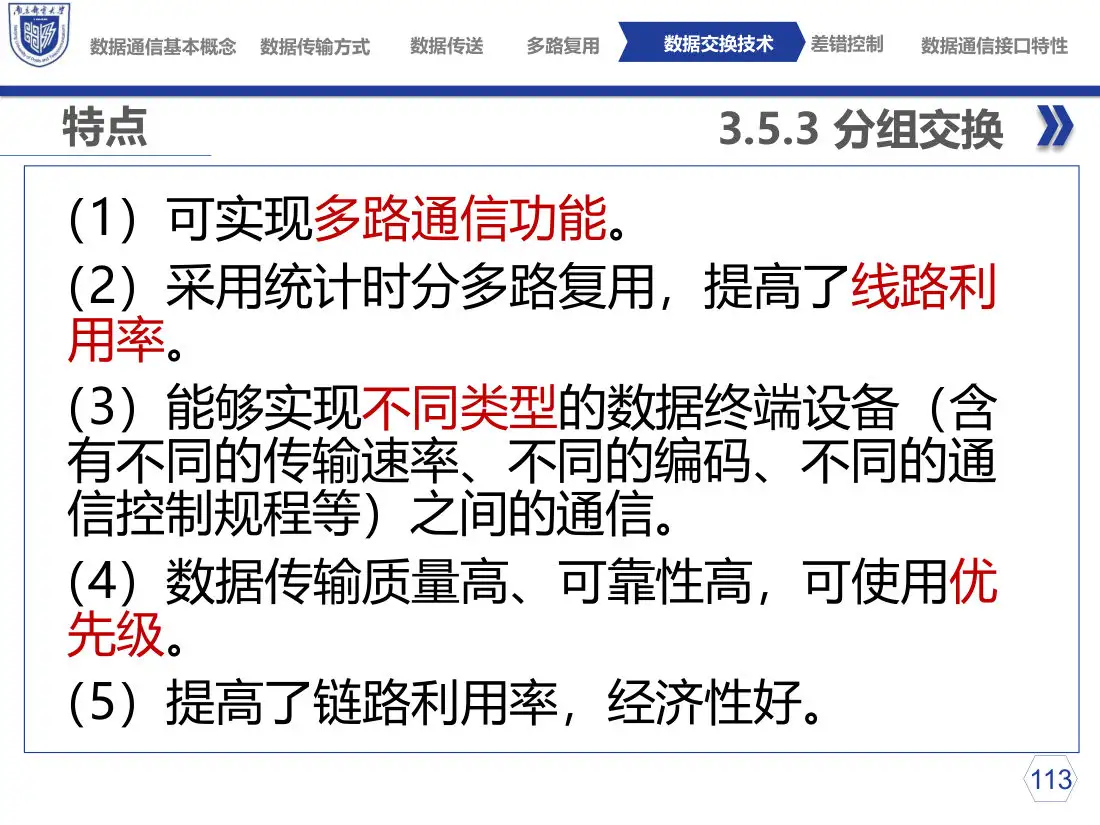 南京邮电大学
数据通信基本概念 数据传输方式 数据传送 多路复用 数据交换技术 差错控制 数据通信接口特性
特点
3.5.3 分组交换
（1）可实现多路通信功能。
（2）采用统计时分多路复用，提高了线路利
用率。
（3）能够实现不同类型的数据终端设备（含
有不同的传输速率、不同的编码、不同的通
信控制规程等）之间的通信。
（4）数据传输质量高、可靠性高，可使用优
先级。
（5）提高了链路利用率，经济性好。
113